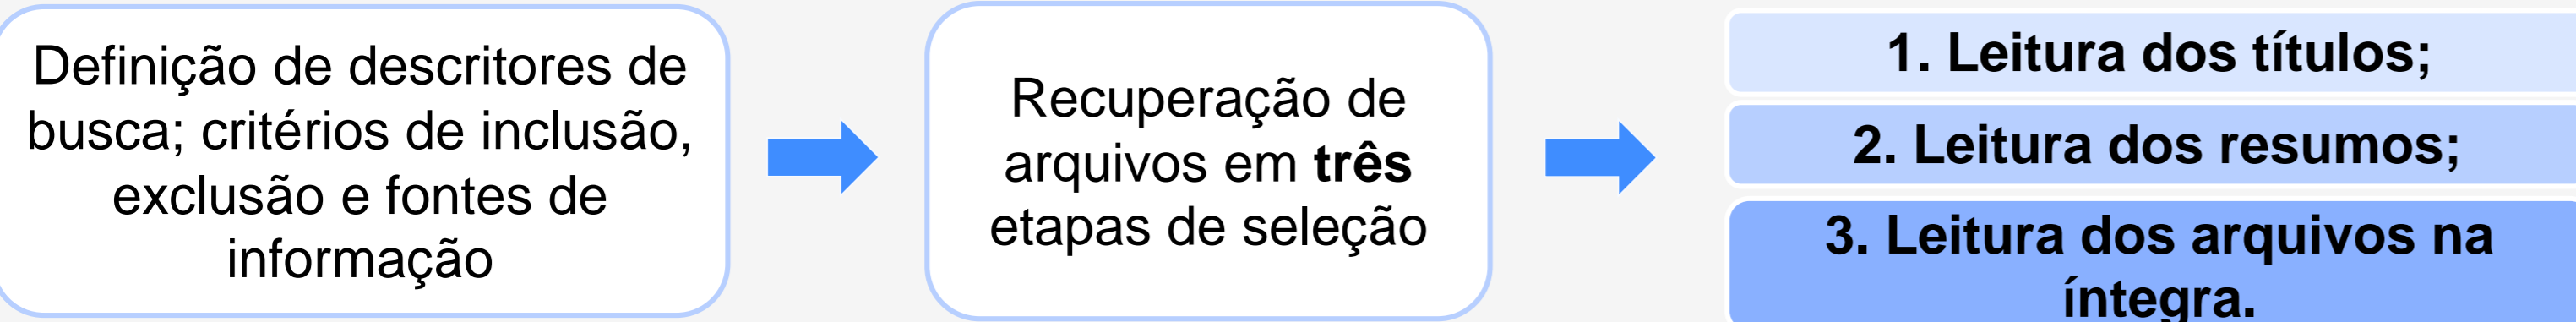 Definição de descritores de
busca; critérios de inclusão,
exclusão e fontes de
informação
Recuperação de
arquivos em três
etapas de seleção
1. Leitura dos títulos;
2. Leitura dos resumos;
3. Leitura dos arquivos na
íntegra.